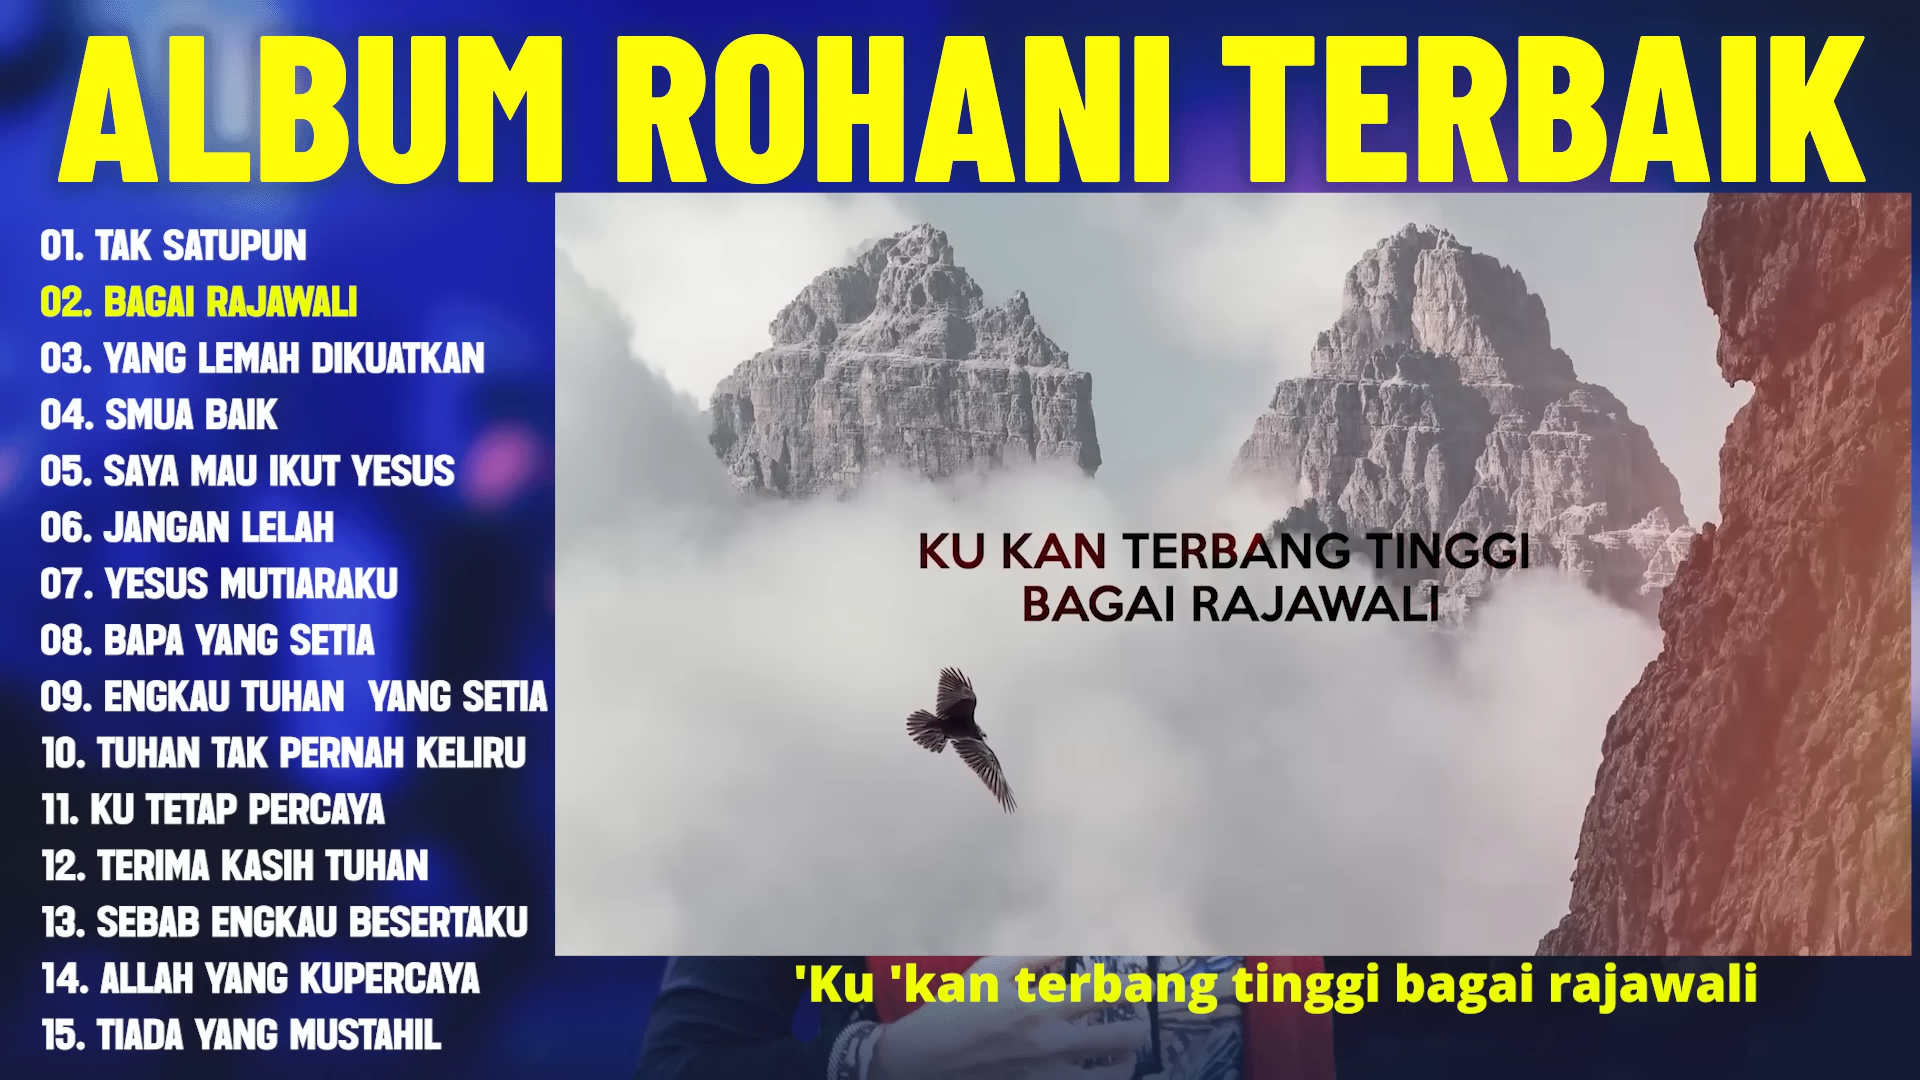 ALBUM ROHANI TERBAIK
01. TAK SATUPUN
02. BAGAI RAJAWALI
03. YANG LEMAH DIKUATKAN
04. SMUA BAIK
05. SAYA MAU IKUT YESUS
06. JANGAN LELAH
07. YESUS MUTIARAKU
08. BAPA YANG SETIA
09. ENGKAU TUHAN YANG SETIA
10. TUHAN TAK PERNAH KELIRU
11. KU TETAP PERCAYA
12. TERIMA KASIH TUHAN
13. SEBAB ENGKAU BESERTAKU
14. ALLAH YANG KUPERCAYA
15. TIADA YANG MUSTAHIL
KU KAN TERBANG TINGGI
BAGAI RAJAWALI
'Ku 'kan terbang tinggi bagai rajawali